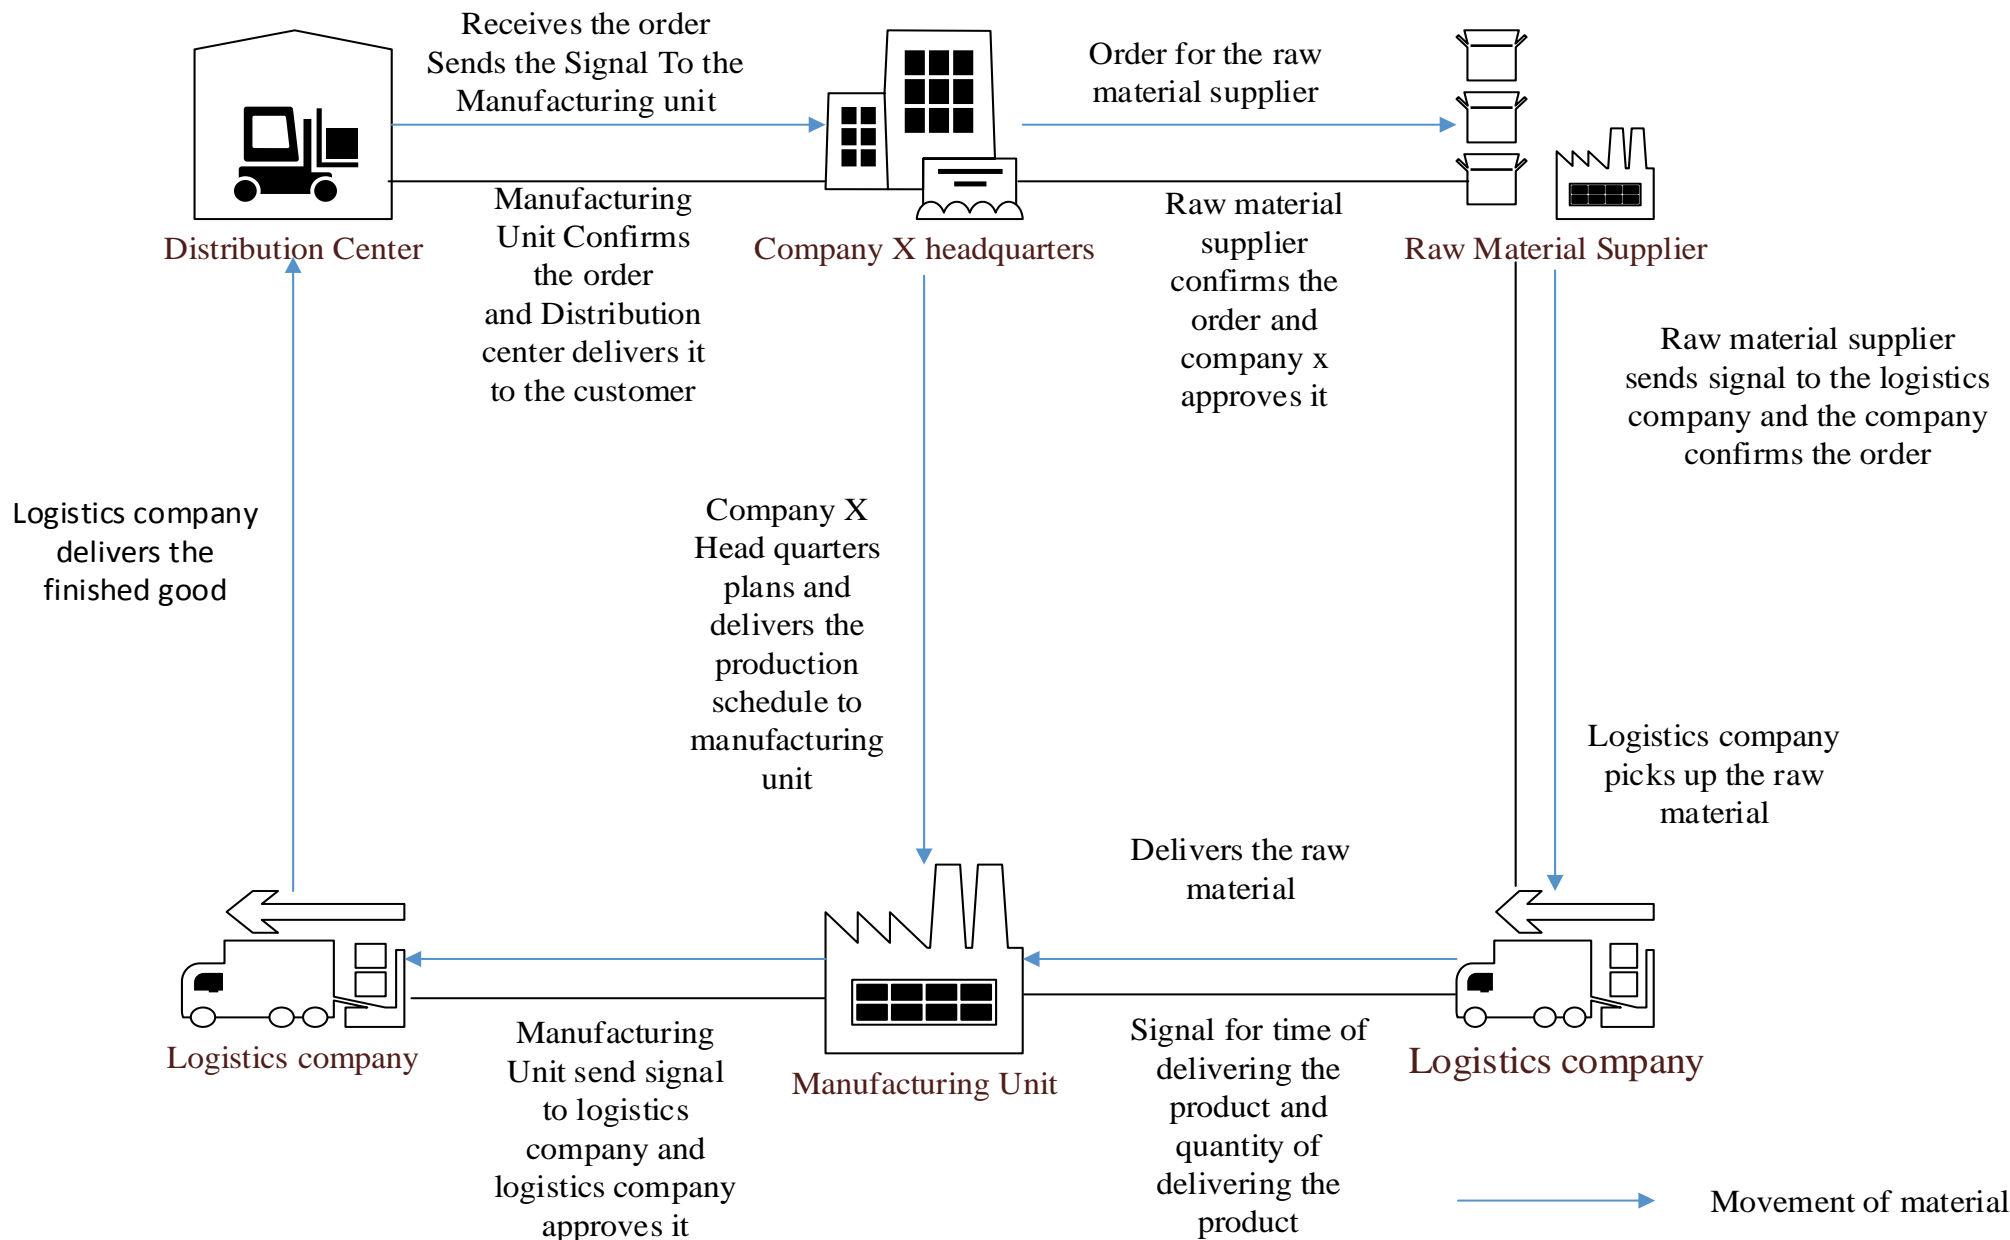 Receives the order
Sends the Signal To the
Manufacturing unit
Order for the raw
material supplier
Distribution Center
Manufacturing
Unit Confirms
the order
and Distribution
center delivers it
to the customer
Company X headquarters
Raw material
supplier
confirms the
order and
company x
approves it
Raw Material Supplier
Raw material supplier
sends signal to the logistics
company and the company
confirms the order
Logistics company
delivers the
finished good
Company X
Head quarters
plans and
delivers the
production
schedule to
manufacturing
unit
Logistics company
picks up the raw
material
Delivers the raw
material
Logistics company
Manufacturing
Unit send signal
to logistics
company and
logistics company
approves it
Manufacturing Unit
Signal for time of
delivering the
product and
quantity of
delivering the
product
Logistics company
Movement of material